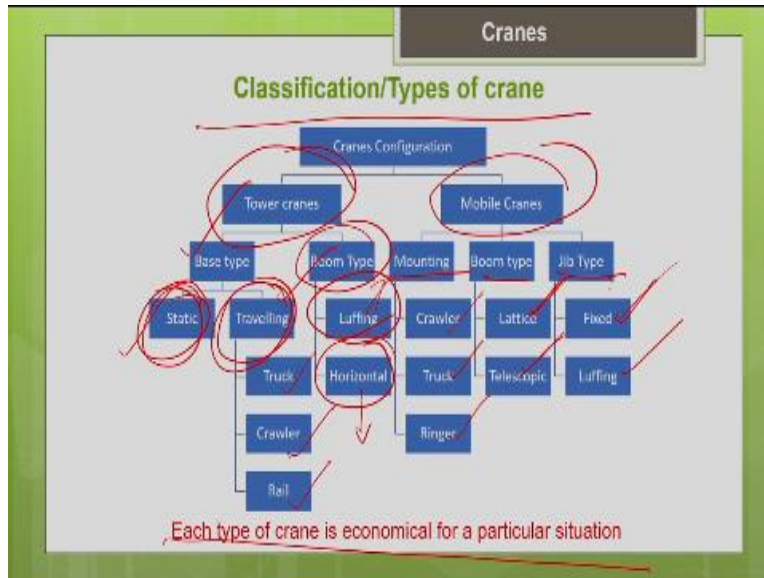 Cranes
Classification/Types of crane
Cranes Configuration
Tower cranes Mobile Cranes
Base type Boom Type Mounting Boom type Jib Type
Static Travelling Luffing Crawler Lattice Fixed
Truck Horizontal Truck Telescopic Luffing
Crawler Ringer
Rail
Each type of crane is economical for a particular situation